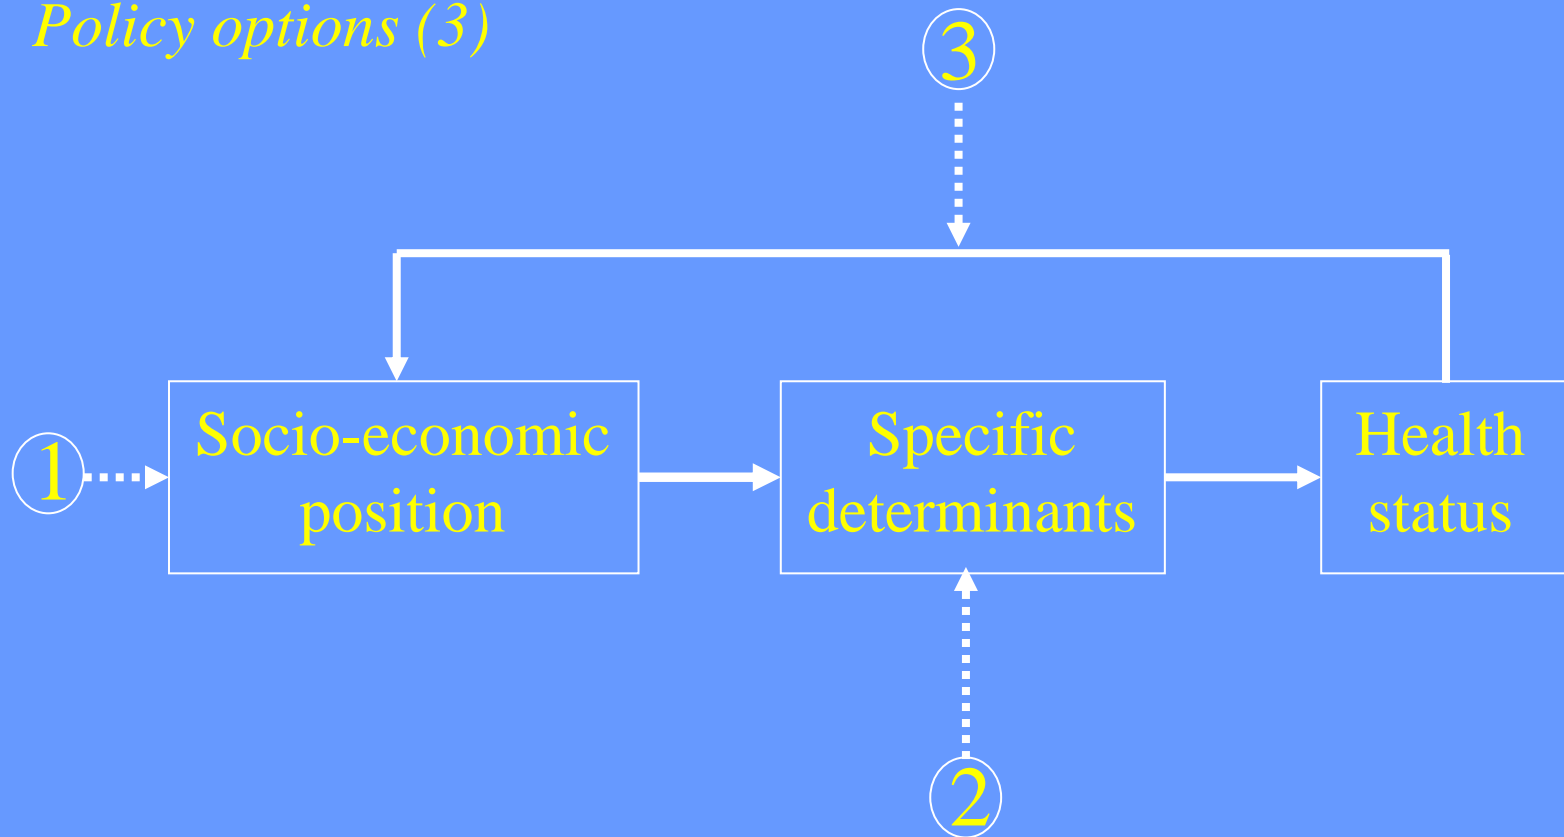 Policy options (3)
3
1
Socio-economic
position
Specific
determinants
Health
status
2